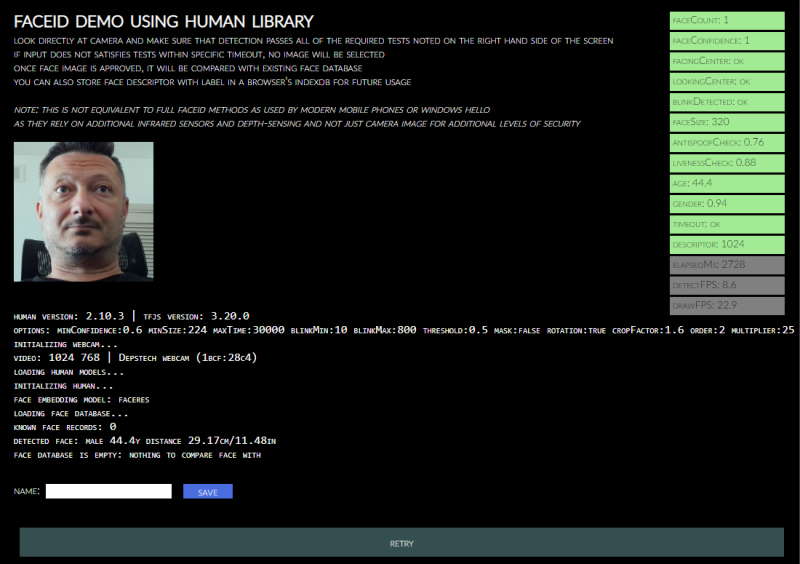 FACEID DEMO USING HUMAN LIBRARY
LOOK DIRECTLY AT CAMERA AND MAKE SURE THAT DETECTION PASSES ALL OF THE REQUIRED TESTS NOTED ON THE RIGHT HAND SIDE OF THE SCREEN
IF INPUT DOES NOT SATISFIES TESTS WITHIN SPECIFIC TIMEOUT, NO IMAGE WILL BE SELECTED
ONCE FACE IMAGE IS APPROVED, IT WILL BE COMPARED WITH EXISTING FACE DATABASE
YOU CAN ALSO STORE FACE DESCRIPTOR WITH LABEL IN A BROWSER'S INDEXDB FOR FUTURE USAGE
NOTE: THIS IS NOT EQUIVALENT TO FULL FACEID METHODS AS USED BY MODERN MOBILE PHONES OR WINDOWS HELLO
AS THEY RELY ON ADDITIONAL INFRARED SENSORS AND DEPTH-SENSING AND NOT JUST CAMERA IMAGE FOR ADDITIONAL LEVELS OF SECURITY
faceCount: 1
faceConfidence: 1
facingCenter: ok
lookingCenter: ok
blinkDetected: ok
faceSize: 320
antispoofCheck: 0.76
livenessCheck: 0.88
age: 44.4
gender: 0.94
timeout: ok
descriptor: 1024
elapsedMs: 2728
detectFPS: 8.6
drawFPS: 22.9
human version: 2.10.3 | tfjs version: 3.20.0
options: minConfidence:0.6 minSize:224 maxTime:30000 blinkMin:10 blinkMax:800 threshold:0.5 mask:false rotation:true cropFactor:1.6 order:2 multiplier:25
initializing webcam...
video: 1024 768 | Depstech webcam (1bcf:28c4)
loading human models...
initializing human...
face embedding model: faceres
loading face database...
known face records: 0
detected face: male 44.4y distance 29.17cm/11.48in
face database is empty: nothing to compare face with
name:
save
retry